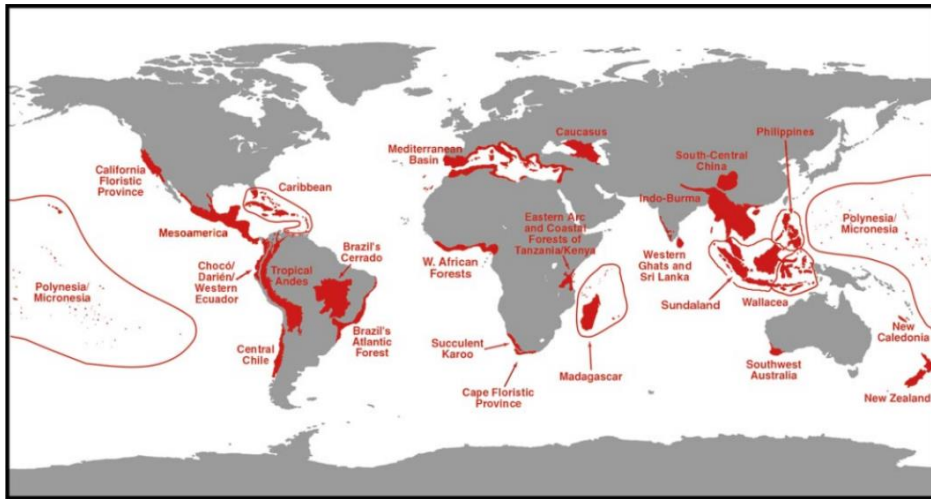 California
Floristic
Province
Caribbean
Mesoamerica
Polynesia/
Micronesia
Chocó/
Darién/
Western
Ecuador
Tropical
Andes
Brazil's
Cerrado
Brazil's
Atlantic
Forest
Central
Chile
Mediterranean
Basin
Caucasus
W. African
Forests
Eastern Arc
and Coastal
Forests of
Tanzania/Kenya
Succulent
Karoo
Cape Floristic
Province
Madagascar
Philippines
South-Central
China
Indo-Burma
Western
Ghats and
Sri Lanka
Sundaland
Wallacea
Polynesia/
Micronesia
New
Caledonia
Southwest
Australia
New Zealand